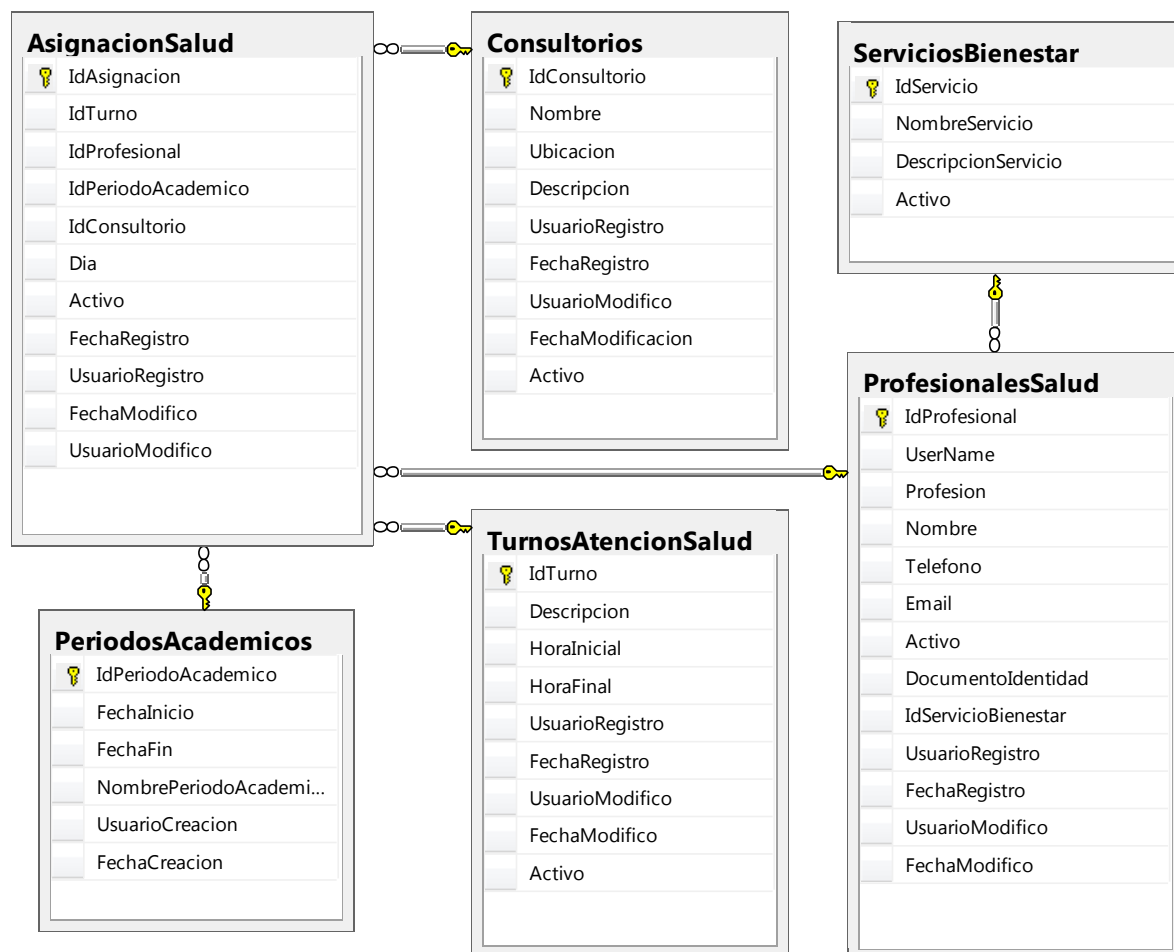 AsignacionSalud
IdAsignacion
IdTurno
IdProfesional
IdPeriodoAcademico
IdConsultorio
Dia
Activo
FechaRegistro
UsuarioRegistro
FechaModifico
UsuarioModifico
Consultorios
IdConsultorio
Nombre
Ubicacion
Descripcion
UsuarioRegistro
FechaRegistro
UsuarioModifico
FechaModificacion
Activo
ServiciosBienestar
IdServicio
NombreServicio
DescripcionServicio
Activo
ProfesionalesSalud
IdProfesional
UserName
Profesion
Nombre
Telefono
Email
Activo
DocumentoIdentidad
IdServicioBienestar
UsuarioRegistro
FechaRegistro
UsuarioModifico
FechaModifico
TurnosAtencionSalud
IdTurno
Descripcion
HoraInicial
HoraFinal
UsuarioRegistro
FechaRegistro
UsuarioModifico
FechaModifico
Activo
PeriodosAcademicos
IdPeriodoAcademico
FechaInicio
FechaFin
NombrePeriodoAcademi...
UsuarioCreacion
FechaCreacion